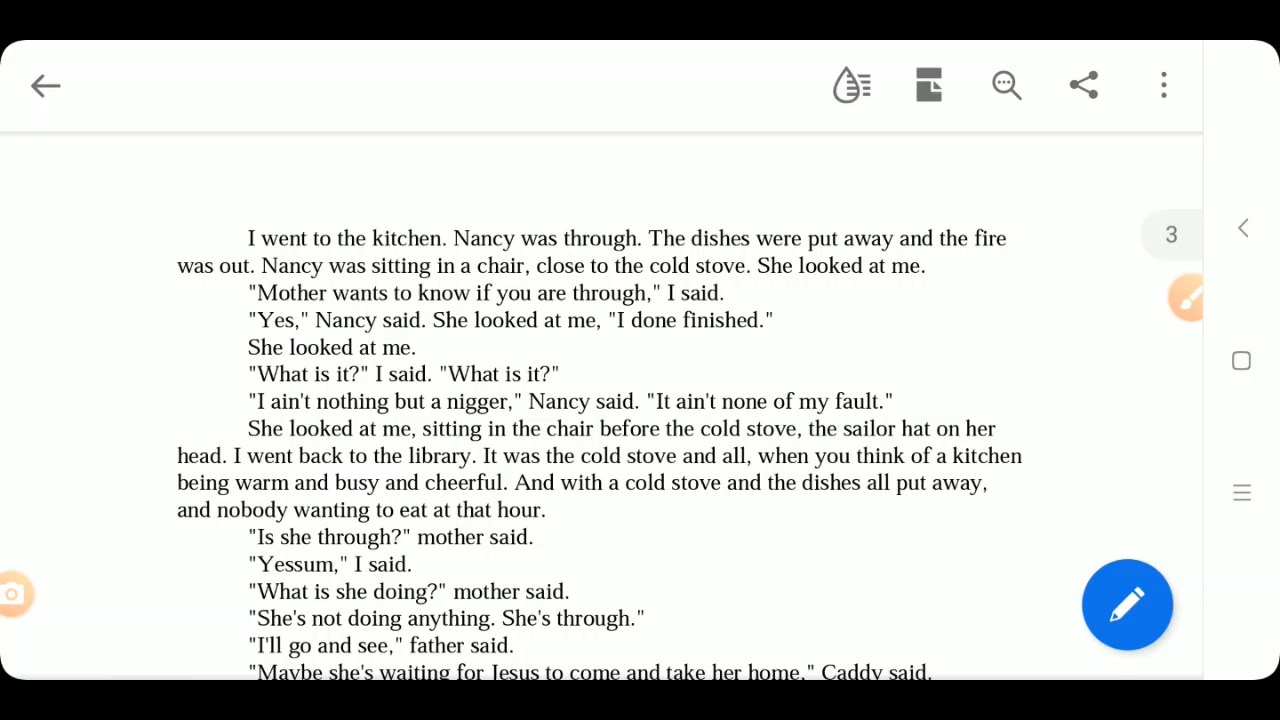 3
I went to the kitchen. Nancy was through. The dishes were put away and the fire
was out. Nancy was sitting in a chair, close to the cold stove. She looked at me.
"Mother wants to know if you are through," I said.
"Yes," Nancy said. She looked at me, "I done finished."
She looked at me.
"What is it?" I said. "What is it?"
"I ain't nothing but a nigger," Nancy said. "It ain't none of my fault."
She looked at me, sitting in the chair before the cold stove, the sailor hat on her
head. I went back to the library. It was the cold stove and all, when you think of a kitchen
being warm and busy and cheerful. And with a cold stove and the dishes all put away,
and nobody wanting to eat at that hour.
"Is she through?" mother said.
"Yessum," I said.
"What is she doing?" mother said.
"She's not doing anything. She's through."
"I'll go and see," father said.
"Maybe she's waiting for Jesus to come and take her home," Caddy said.